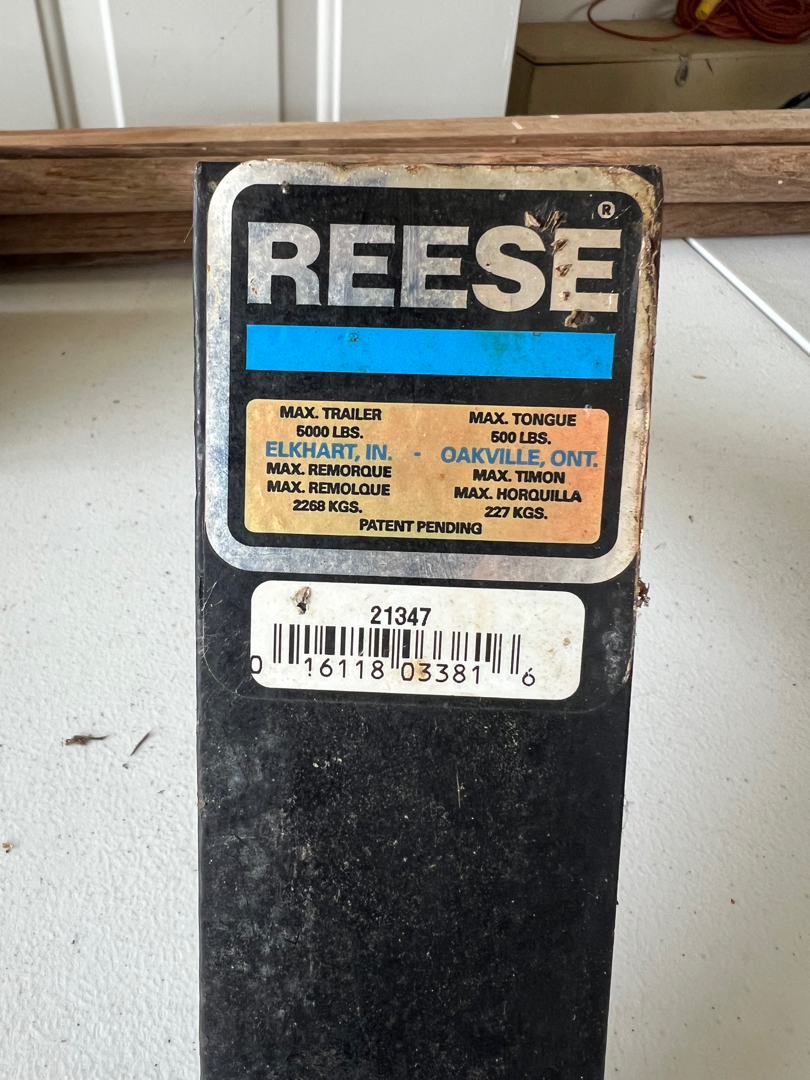 REESE®
MAX. TRAILER
5000 LBS.
MAX. TONGUE
500 LBS.
ELKHART, IN. - OAKVILLE, ONT.
MAX. REMORQUE
MAX. REMOLQUE
2268 KGS.
MAX. TIMON
MAX. HORQUILLA
227 KGS.
PATENT PENDING
21347
0 16118 03381 6